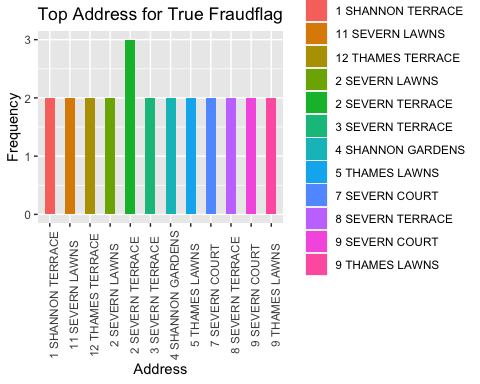 Top Address for True Fraudflag
Frequency
3
2
1
0
1 SHANNON TERRACE
11 SEVERN LAWNS
12 THAMES TERRACE
2 SEVERN LAWNS
2 SEVERN TERRACE
3 SEVERN TERRACE
4 SHANNON GARDENS
5 THAMES LAWNS
7 SEVERN COURT
8 SEVERN TERRACE
9 SEVERN COURT
9 THAMES LAWNS
Address
1 SHANNON TERRACE
11 SEVERN LAWNS
12 THAMES TERRACE
2 SEVERN LAWNS
2 SEVERN TERRACE
3 SEVERN TERRACE
4 SHANNON GARDENS
5 THAMES LAWNS
7 SEVERN COURT
8 SEVERN TERRACE
9 SEVERN COURT
9 THAMES LAWNS